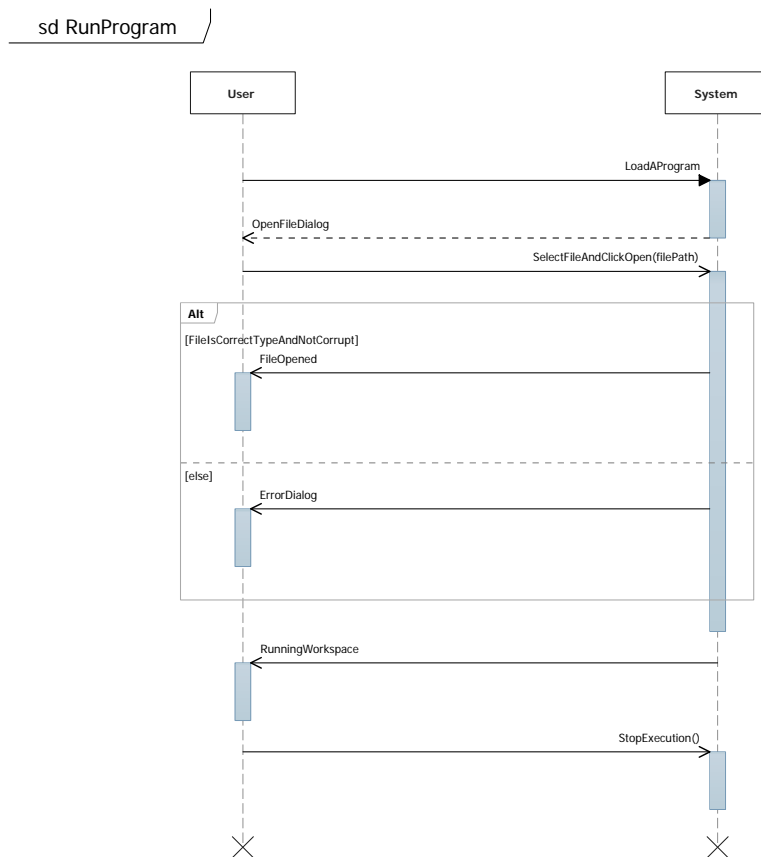 sd RunProgram
User
System
LoadAProgram
OpenFileDialog
SelectFileAndClickOpen(filePath)
Alt
[FileIsCorrectTypeAndNotCorrupt]
FileOpened
[else]
ErrorDialog
RunningWorkspace
StopExecution()